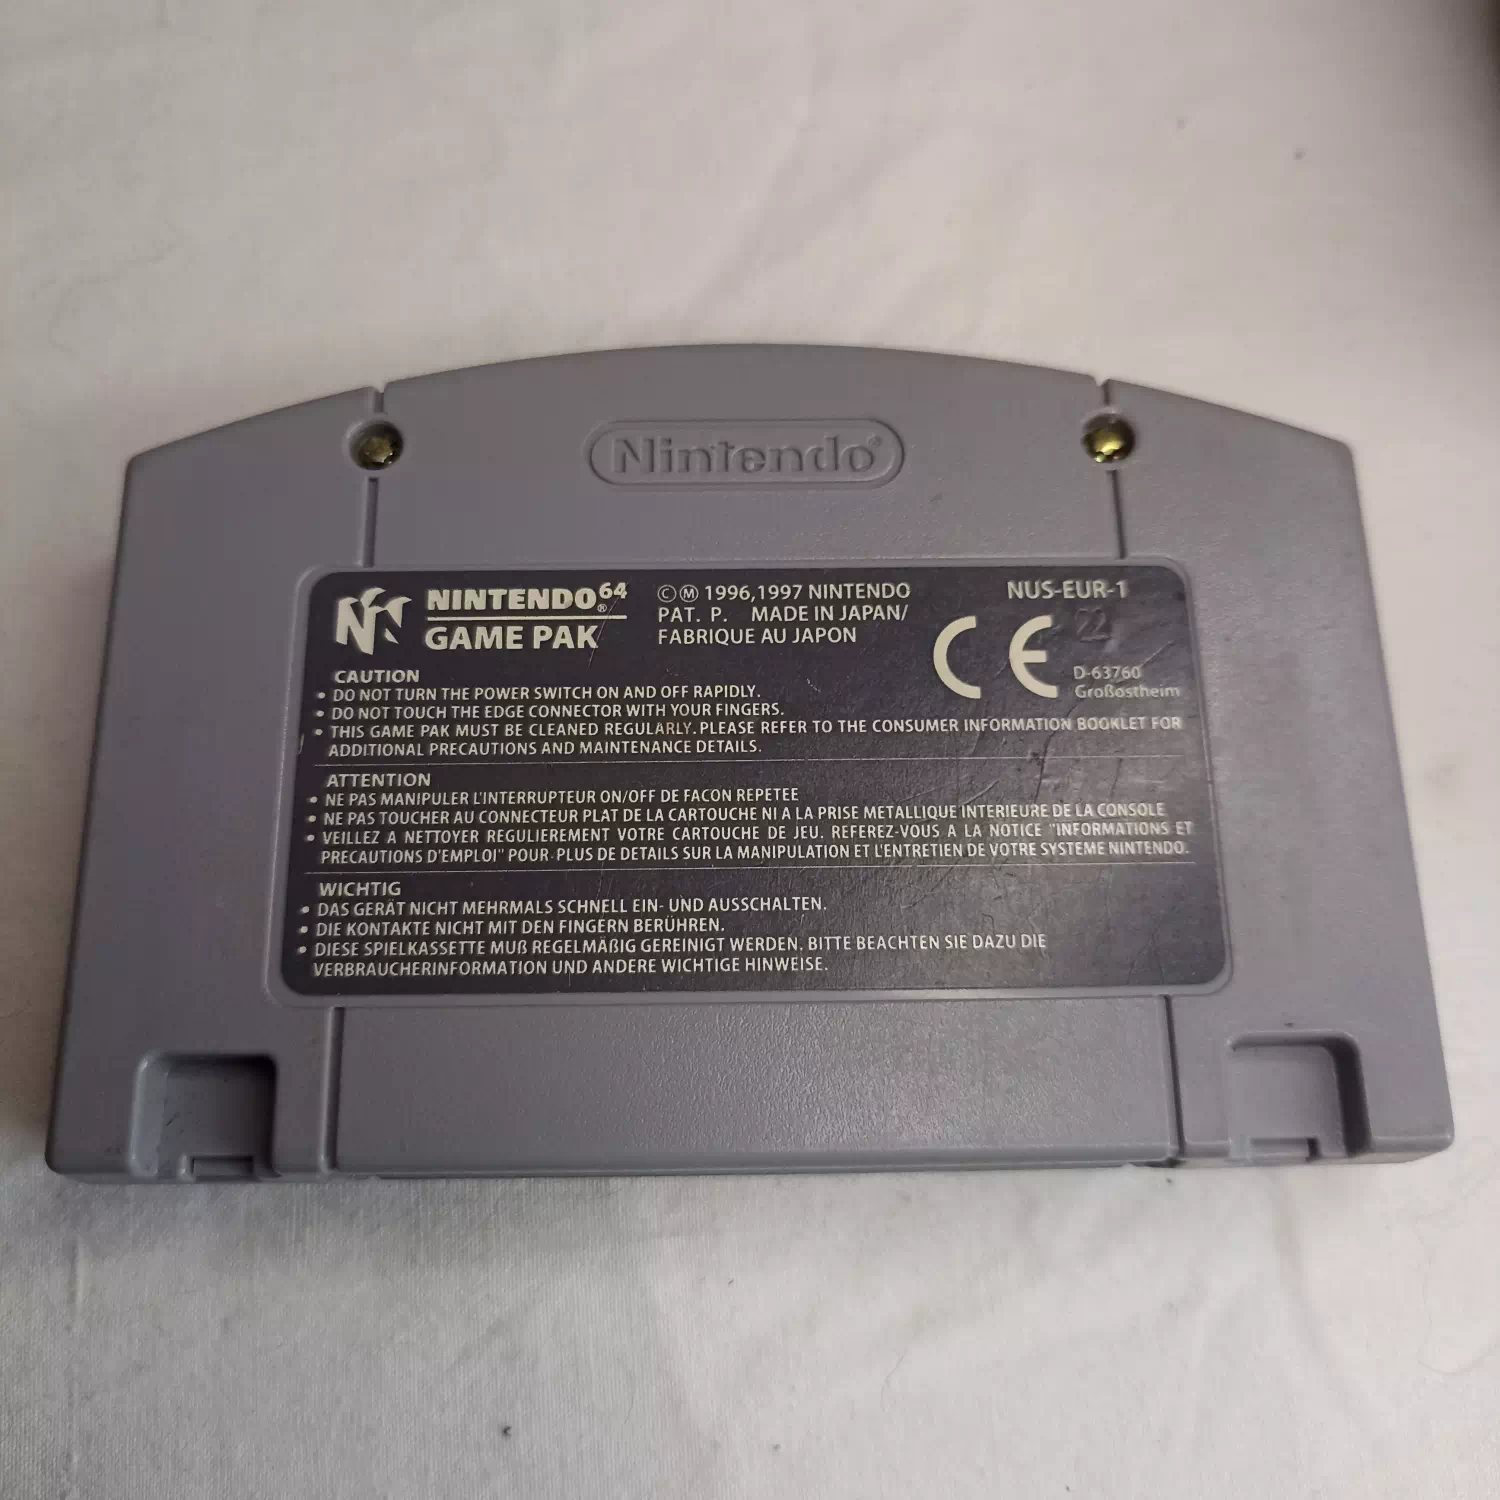 Nintendo®
NINTENDO64®
GAME PAK
©Ⓜ 1996,1997 NINTENDO
PAT. P. MADE IN JAPAN/
FABRIQUE AU JAPON
NUS-EUR-1
22
CE
D-63760
Großostheim
CAUTION
• DO NOT TURN THE POWER SWITCH ON AND OFF RAPIDLY.
• DO NOT TOUCH THE EDGE CONNECTOR WITH YOUR FINGERS.
• THIS GAME PAK MUST BE CLEANED REGULARLY. PLEASE REFER TO THE CONSUMER INFORMATION BOOKLET FOR
ADDITIONAL PRECAUTIONS AND MAINTENANCE DETAILS.
ATTENTION
• NE PAS MANIPULER L'INTERRUPTEUR ON/OFF DE FACON REPETEE
• NE PAS TOUCHER AU CONNECTEUR PLAT DE LA CARTOUCHE NI A LA PRISE METALLIQUE INTERIEURE DE LA CONSOLE
• VEILLEZ A NETTOYER REGULIEREMENT VOTRE CARTOUCHE DE JEU. REFEREZ-VOUS A LA NOTICE "INFORMATIONS ET
PRECAUTIONS D'EMPLOI" POUR PLUS DE DETAILS SUR LA MANIPULATION ET L'ENTRETIEN DE VOTRE SYSTEME NINTENDO.
WICHTIG
• DAS GERÄT NICHT MEHRMALS SCHNELL EIN- UND AUSSCHALTEN.
• DIE KONTAKTE NICHT MIT DEN FINGERN BERÜHREN.
• DIESE SPIELKASSETTE MUß REGELMÄßIG GEREINIGT WERDEN. BITTE BEACHTEN SIE DAZU DIE
VERBRAUCHERINFORMATION UND ANDERE WICHTIGE HINWEISE.